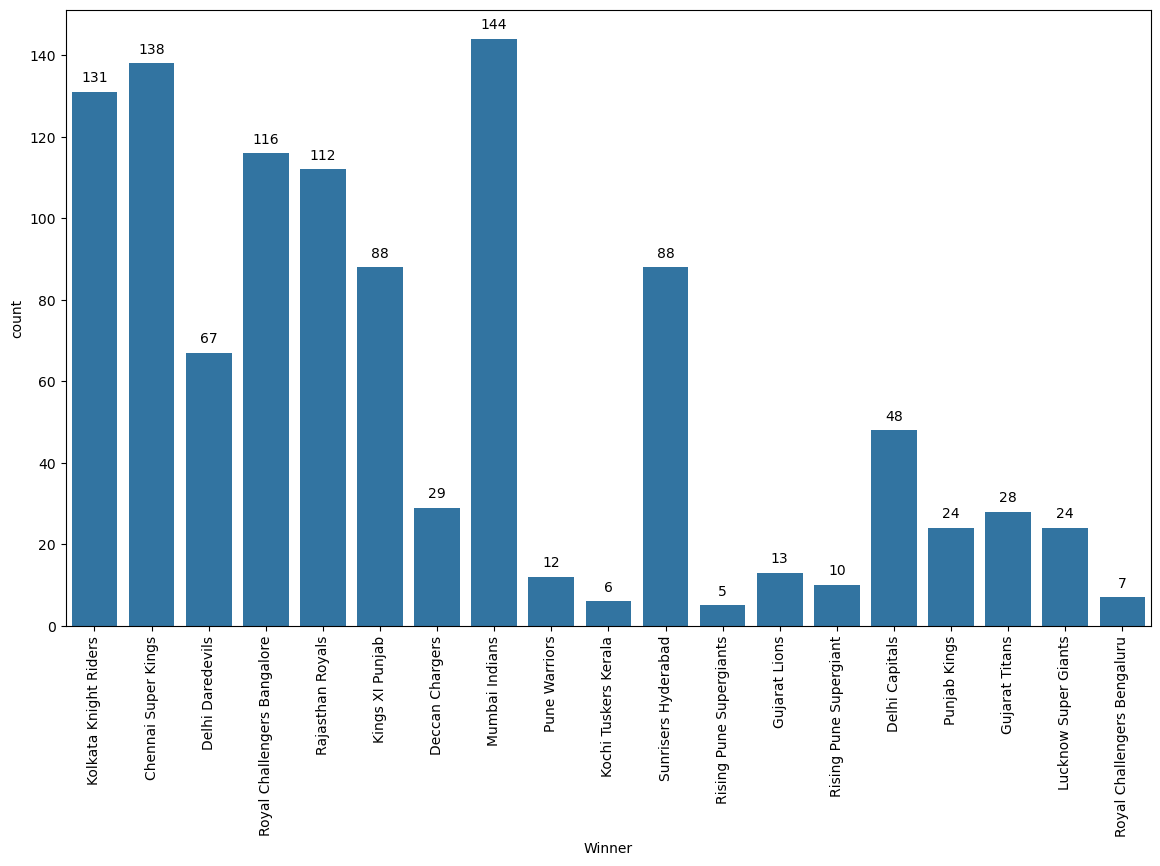 144
138
131
116
112
88
88
67
48
29
28
24
24
13
12
10
7
6
5
140
120
100
80
60
40
20
0
count
Kolkata Knight Riders
Chennai Super Kings
Delhi Daredevils
Royal Challengers Bangalore
Rajasthan Royals
Kings XI Punjab
Deccan Chargers
Mumbai Indians
Pune Warriors
Kochi Tuskers Kerala
Sunrisers Hyderabad
Rising Pune Supergiants
Gujarat Lions
Rising Pune Supergiant
Delhi Capitals
Punjab Kings
Gujarat Titans
Lucknow Super Giants
Royal Challengers Bengaluru
Winner